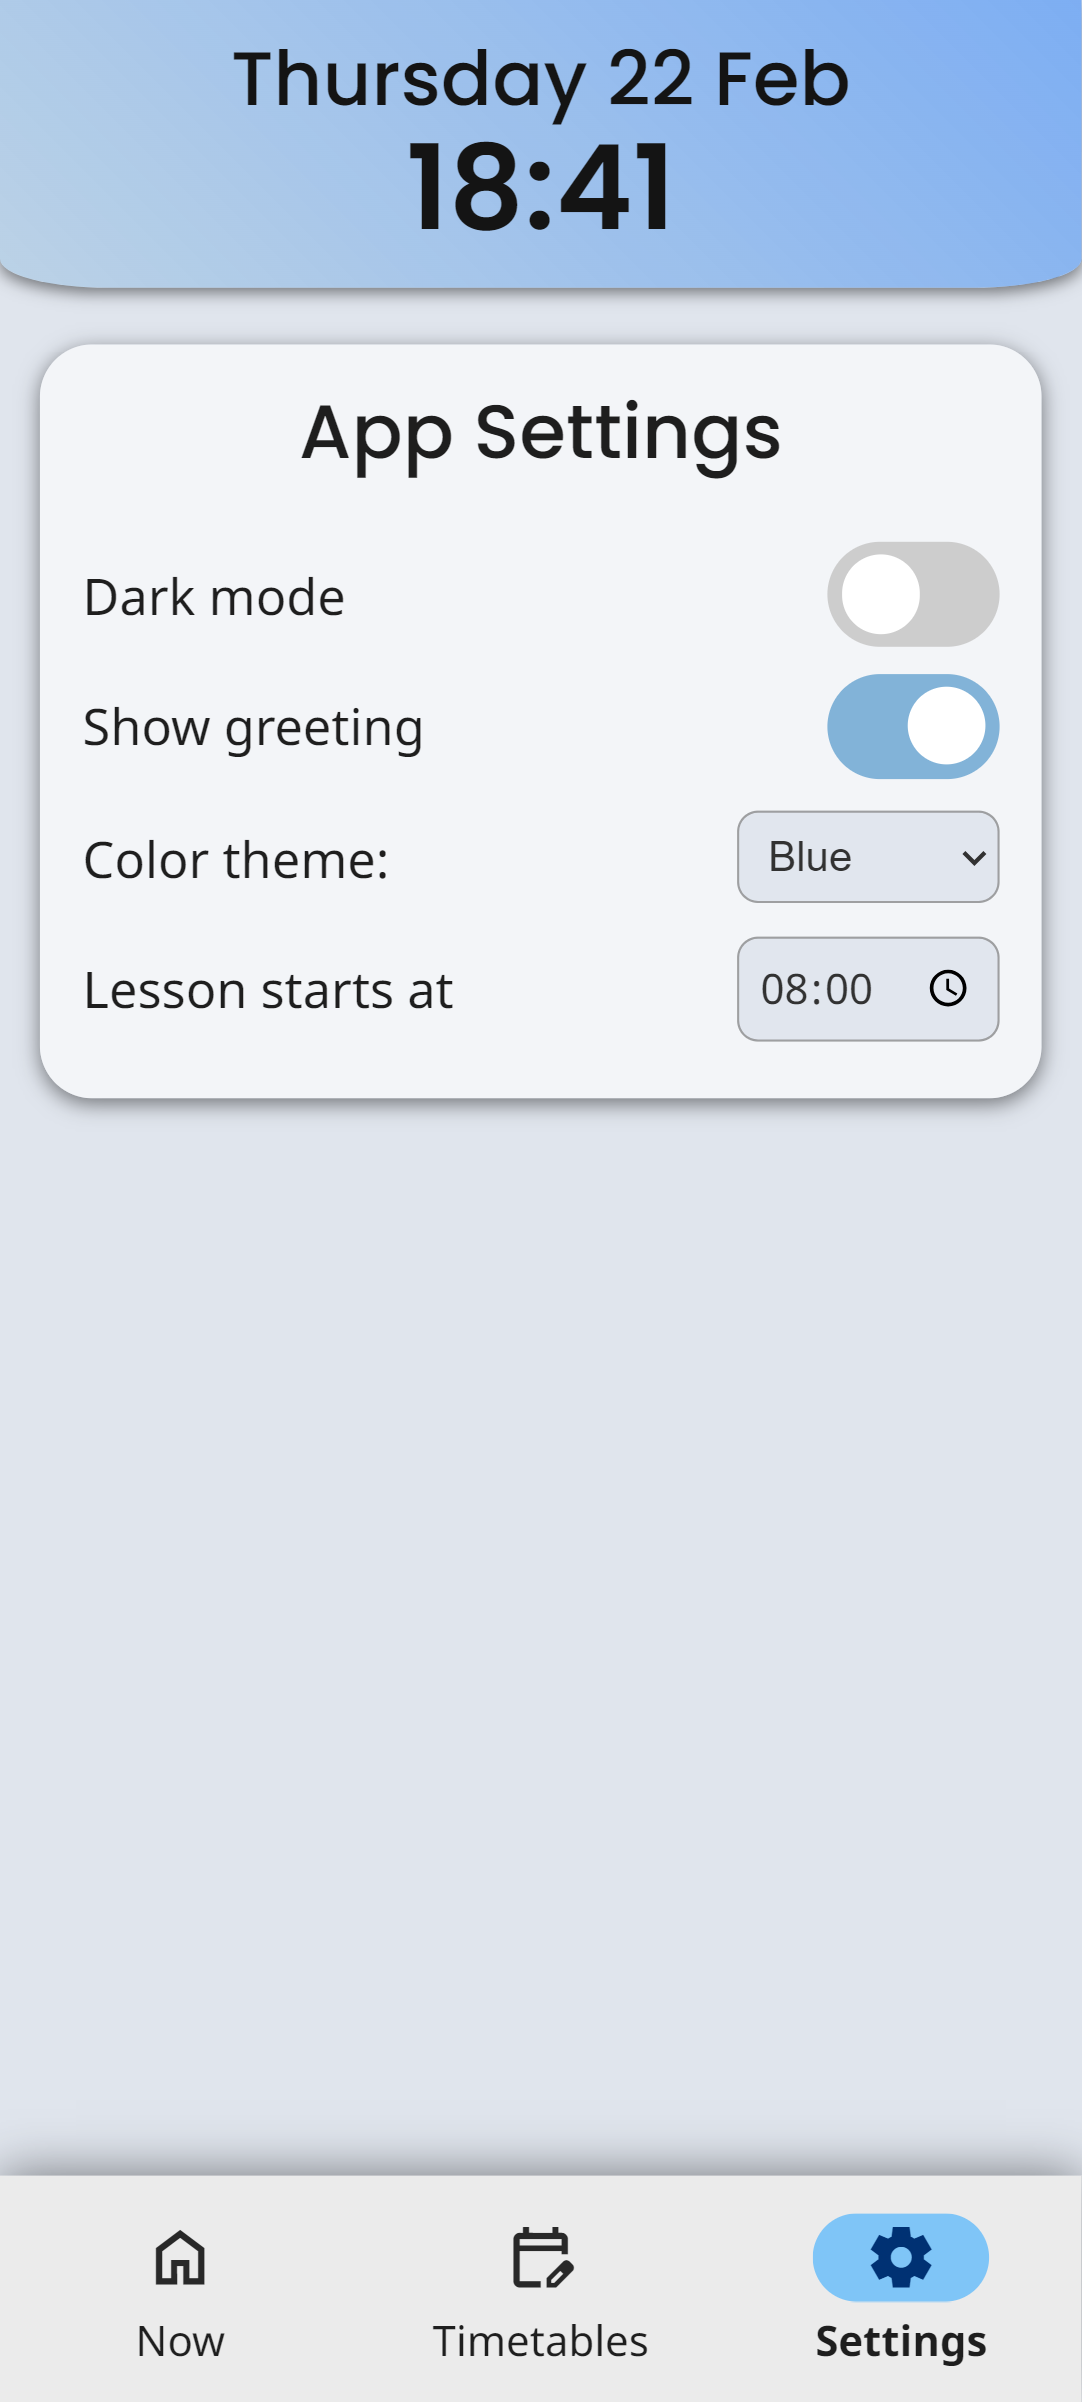 Thursday 22 Feb
18:41
App Settings
Dark mode
Show greeting
Color theme: Blue
Lesson starts at 08:00
Now Timetables Settings